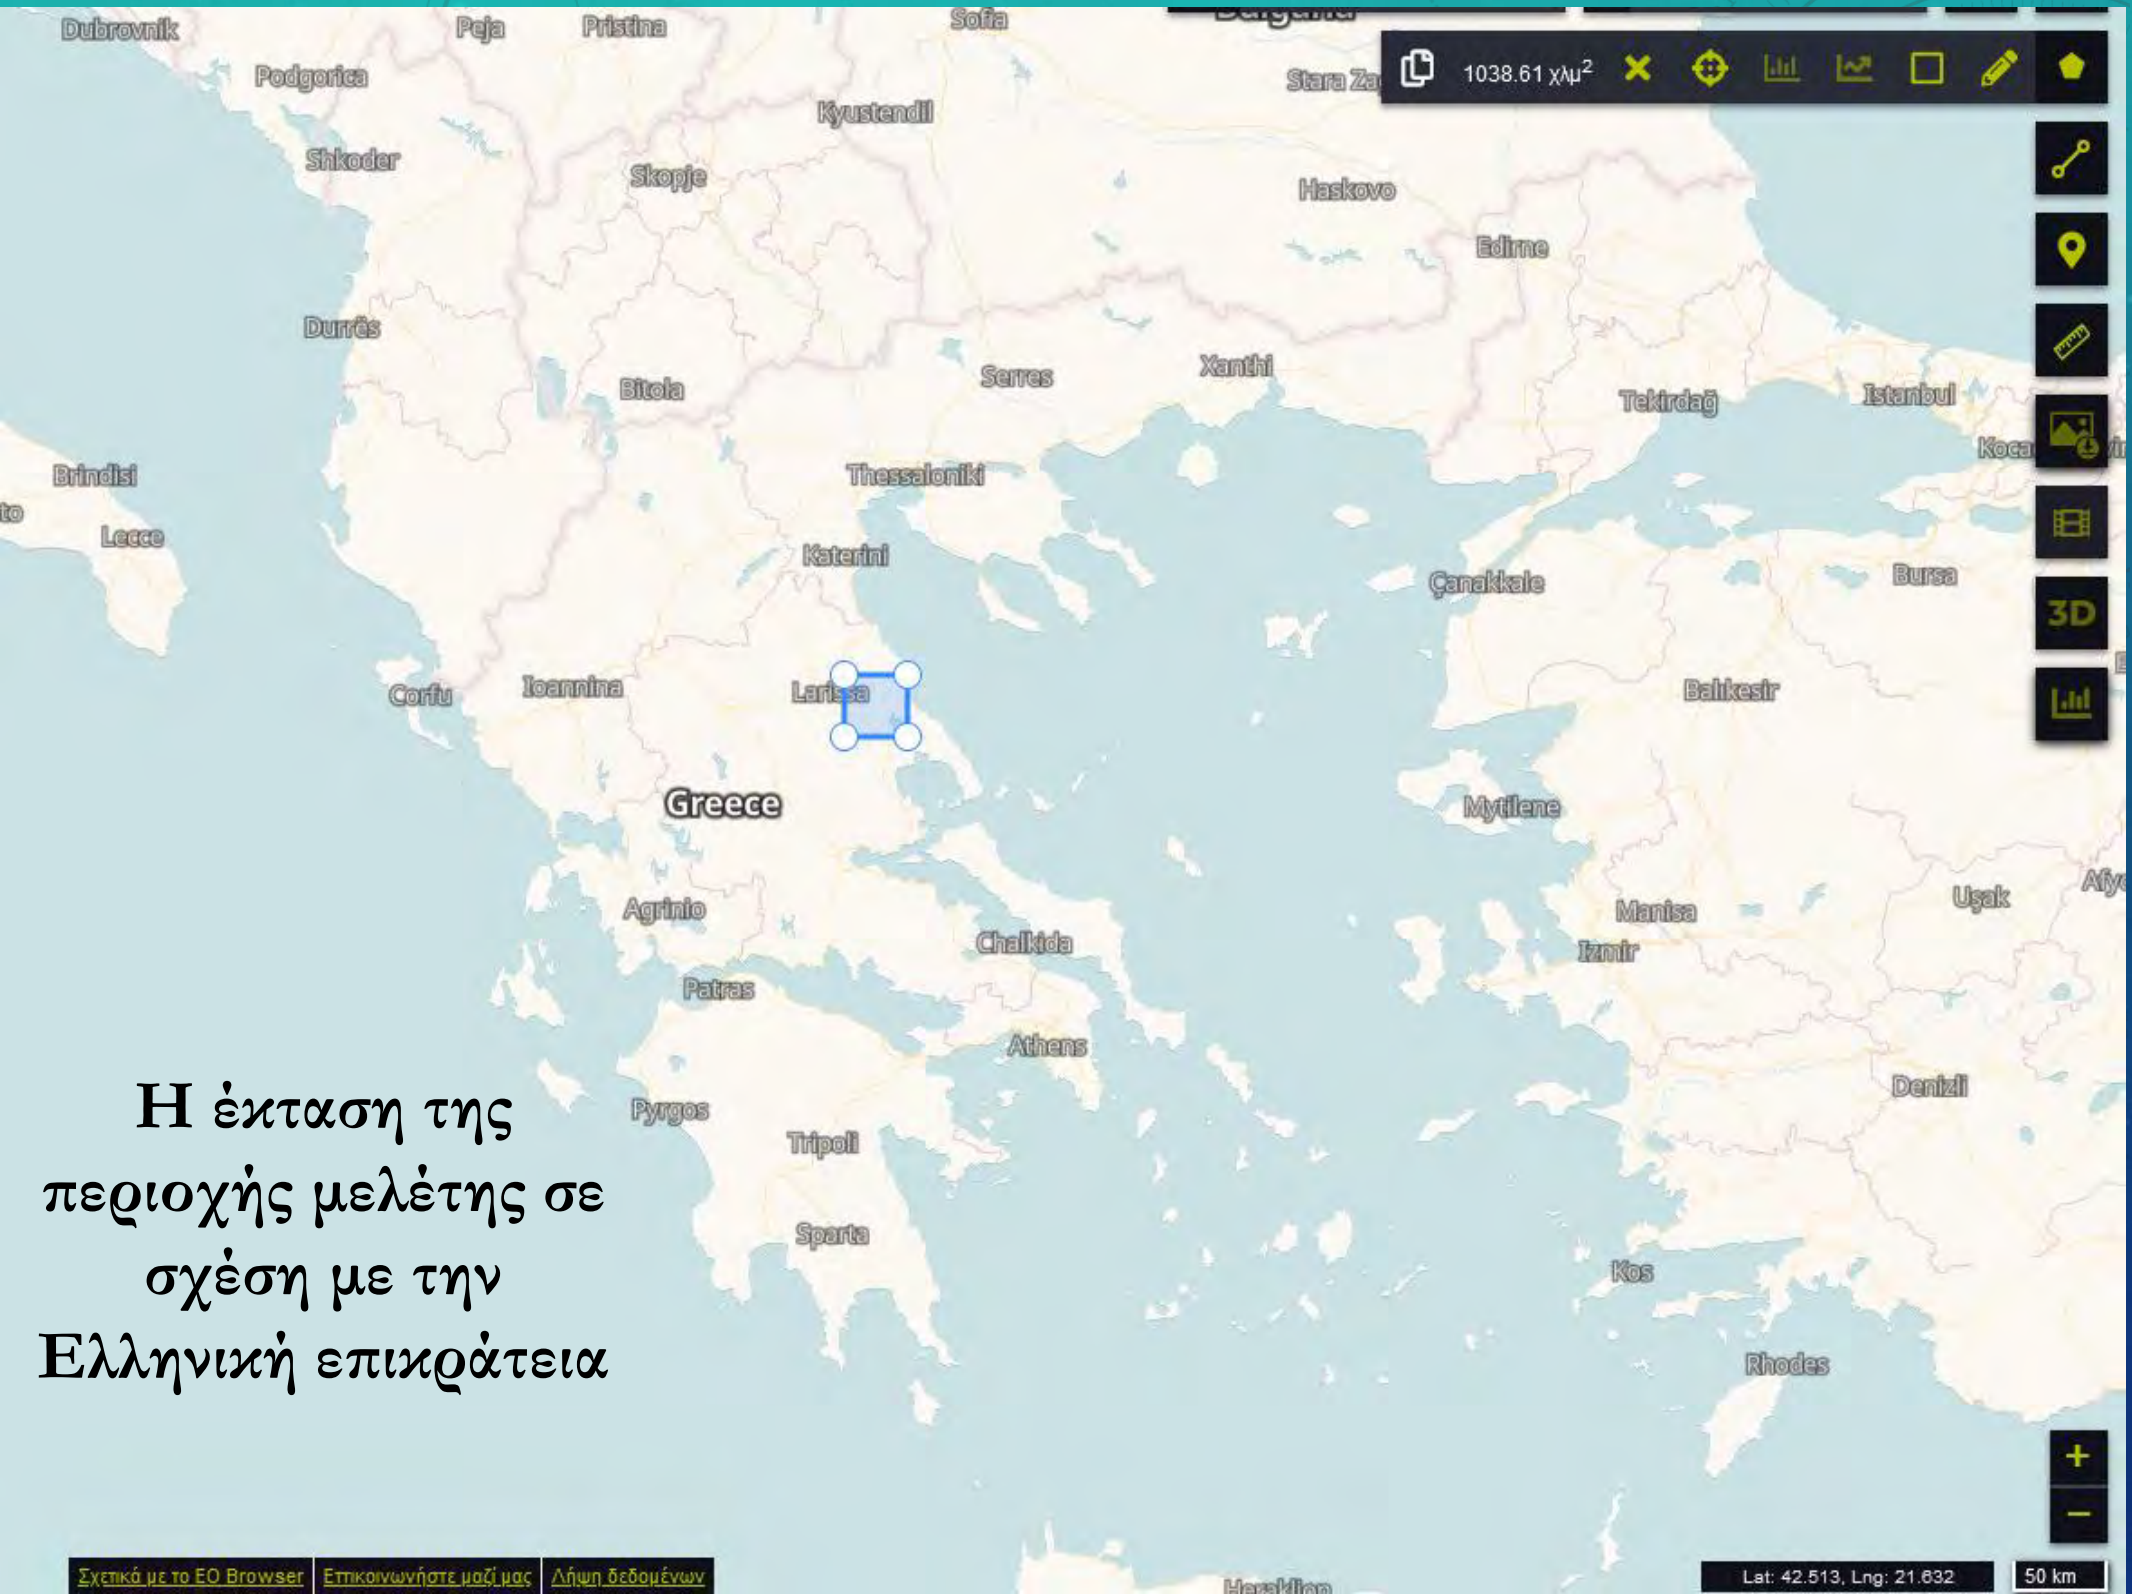 Dubrovnik
Peja
Pristina
Sofia
Podgorica
Kyustendil
Stara
1038.61 χλμ²
Shkoder
Skopje
Haskovo
Edirne
Durrës
Bitola
Serres
Xanthi
Tekirdağ
Istanbul
Brindisi
Thessaloniki
Lecce
Katerini
Çanakkale
Bursa
3D
Corfu
Ioannina
Larissa
Balıkesir
Greece
Mytilene
Agrinio
Manisa
Uşak
Chalkida
Izmir
Patras
Athens
Denizli
Pyrgos
Tripoli
Sparta
Kos
Rhodes
Η έκταση της
περιοχής μελέτης σε
σχέση με την
Ελληνική επικράτεια
+
−
Σχετικά με το EO Browser
Επικοινωνήστε μαζί μας
Λήψη δεδομένων
Heraklion
Lat: 42.513, Lng: 21.632
50 km